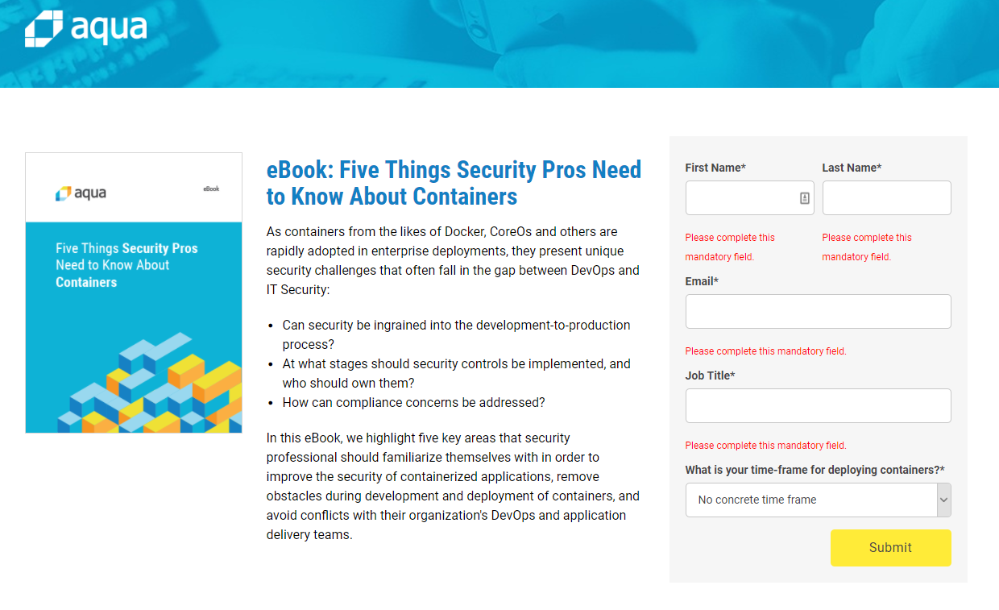 aqua
aqua
eBook
Five Things Security Pros
Need to Know About
Containers
eBook: Five Things Security Pros Need
to Know About Containers
As containers from the likes of Docker, CoreOs and others are
rapidly adopted in enterprise deployments, they present unique
security challenges that often fall in the gap between DevOps and
IT Security:
• Can security be ingrained into the development-to-production
process?
• At what stages should security controls be implemented, and
who should own them?
• How can compliance concerns be addressed?
In this eBook, we highlight five key areas that security
professional should familiarize themselves with in order to
improve the security of containerized applications, remove
obstacles during development and deployment of containers, and
avoid conflicts with their organization's DevOps and application
delivery teams.
First Name* Last Name*
Please complete this Please complete this
mandatory field. mandatory field.
Email*
Please complete this mandatory field.
Job Title*
Please complete this mandatory field.
What is your time-frame for deploying containers?*
No concrete time frame
Submit